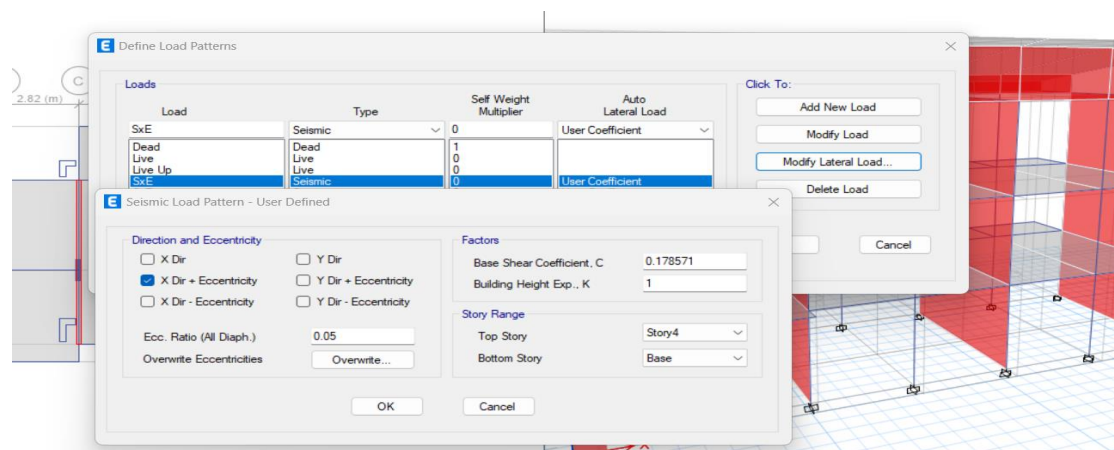 Define Load Patterns
Loads
Click To:
Load Type Self Weight Multiplier Auto Lateral Load
SxE Seismic 0 User Coefficient
Dead Dead 1
Live Live 0
Live Up Live 0
SxE Seismic 0 User Coefficient
Add New Load
Modify Load
Modify Lateral Load...
Delete Load
Cancel
C
2.82 (m)
Seismic Load Pattern - User Defined
Direction and Eccentricity
X Dir Y Dir
X Dir + Eccentricity Y Dir + Eccentricity
X Dir - Eccentricity Y Dir - Eccentricity
Ecc. Ratio (All Diaph.) 0.05
Overwrite Eccentricities Overwrite...
Factors
Base Shear Coefficient, C 0.178571
Building Height Exp., K 1
Story Range
Top Story Story4
Bottom Story Base
OK Cancel